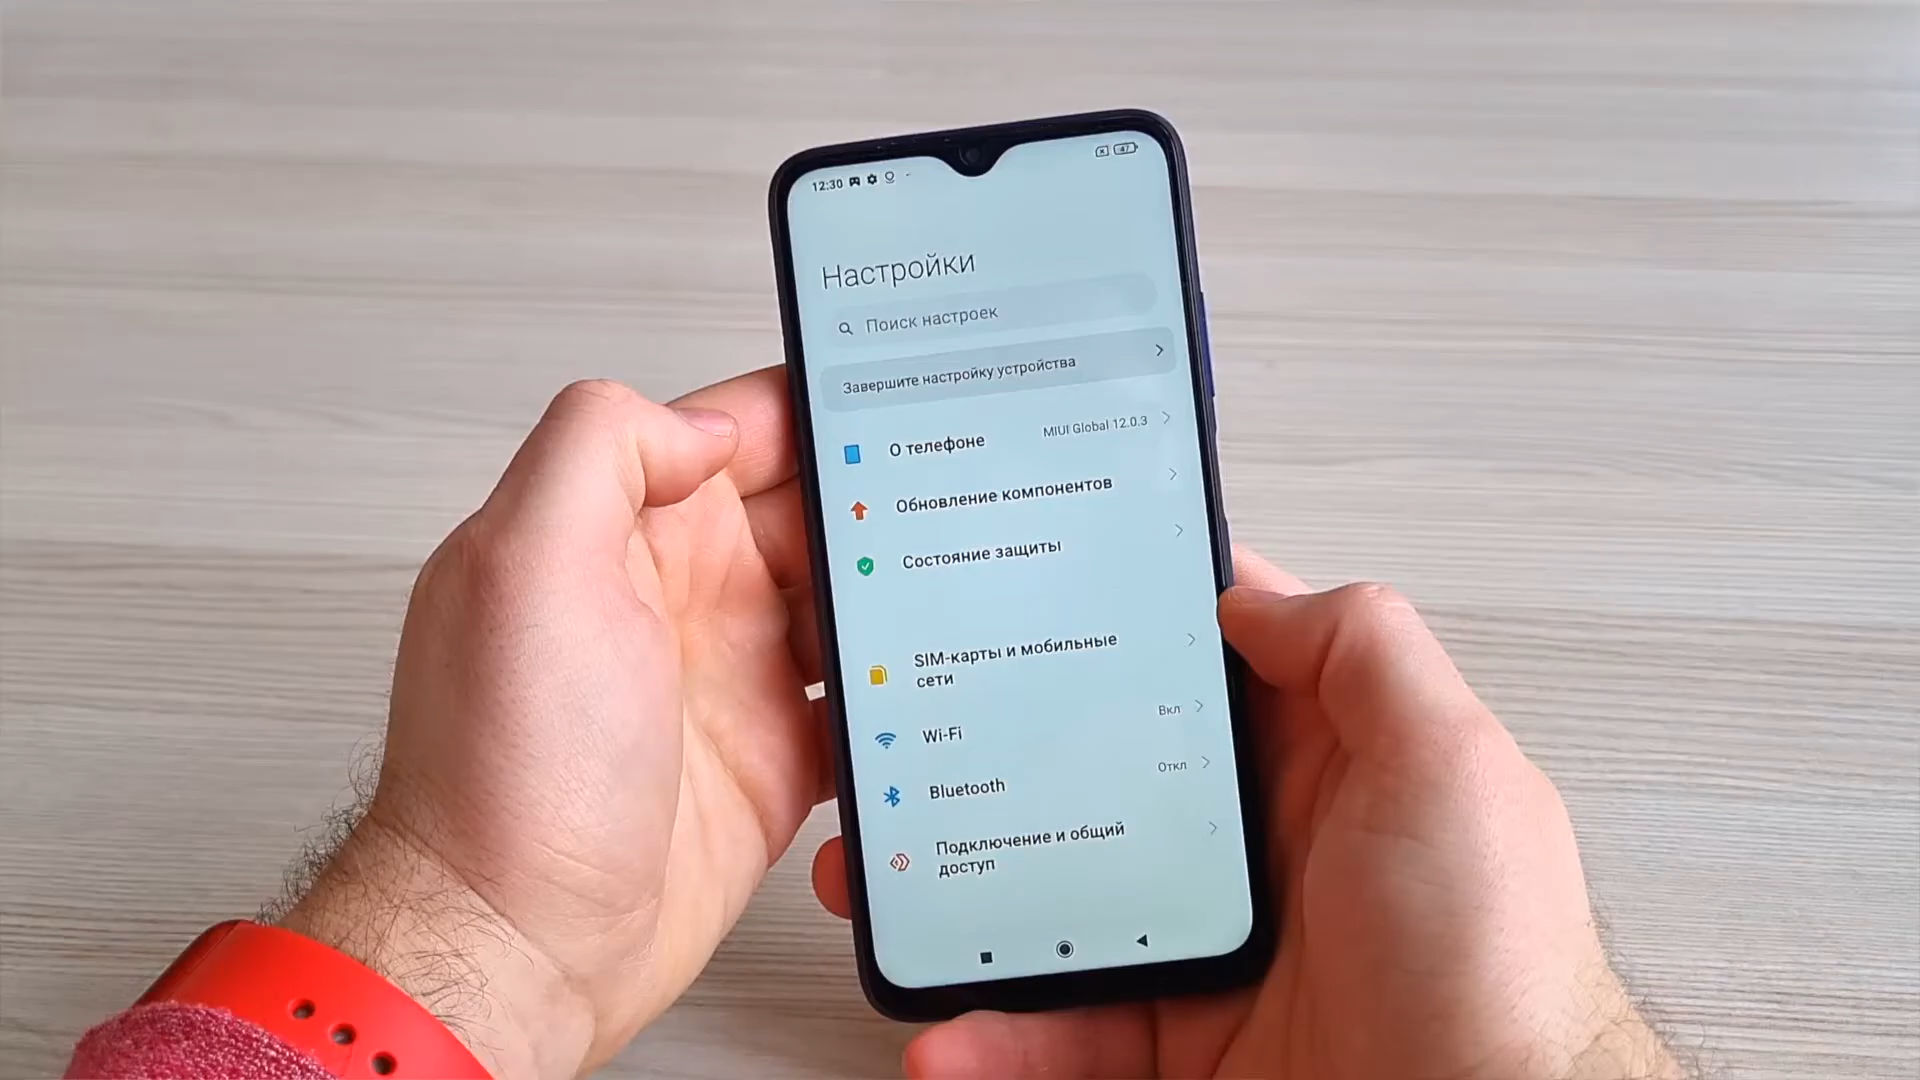 12:30
47
Настройки
Поиск настроек
Завершите настройку устройства
О телефоне
MIUI Global 12.0.3
Обновление компонентов
Состояние защиты
SIM-карты и мобильные
сети
Wi-Fi
Вкл
Bluetooth
Откл
Подключение и общий
доступ